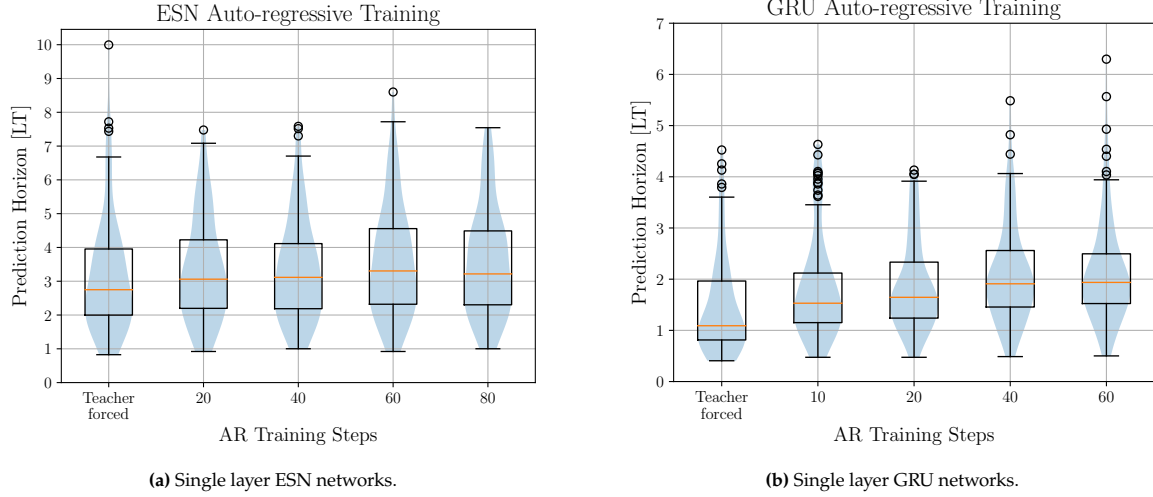 ESN Auto-regressive Training
10
9
8
7
6
5
4
3
2
1
0
Prediction Horizon [LT]
Teacher
forced
20
40
60
80
AR Training Steps
(a) Single layer ESN networks.
GRU Auto-regressive Training
7
6
5
4
3
2
1
0
Prediction Horizon [LT]
Teacher
forced
10
20
40
60
AR Training Steps
(b) Single layer GRU networks.